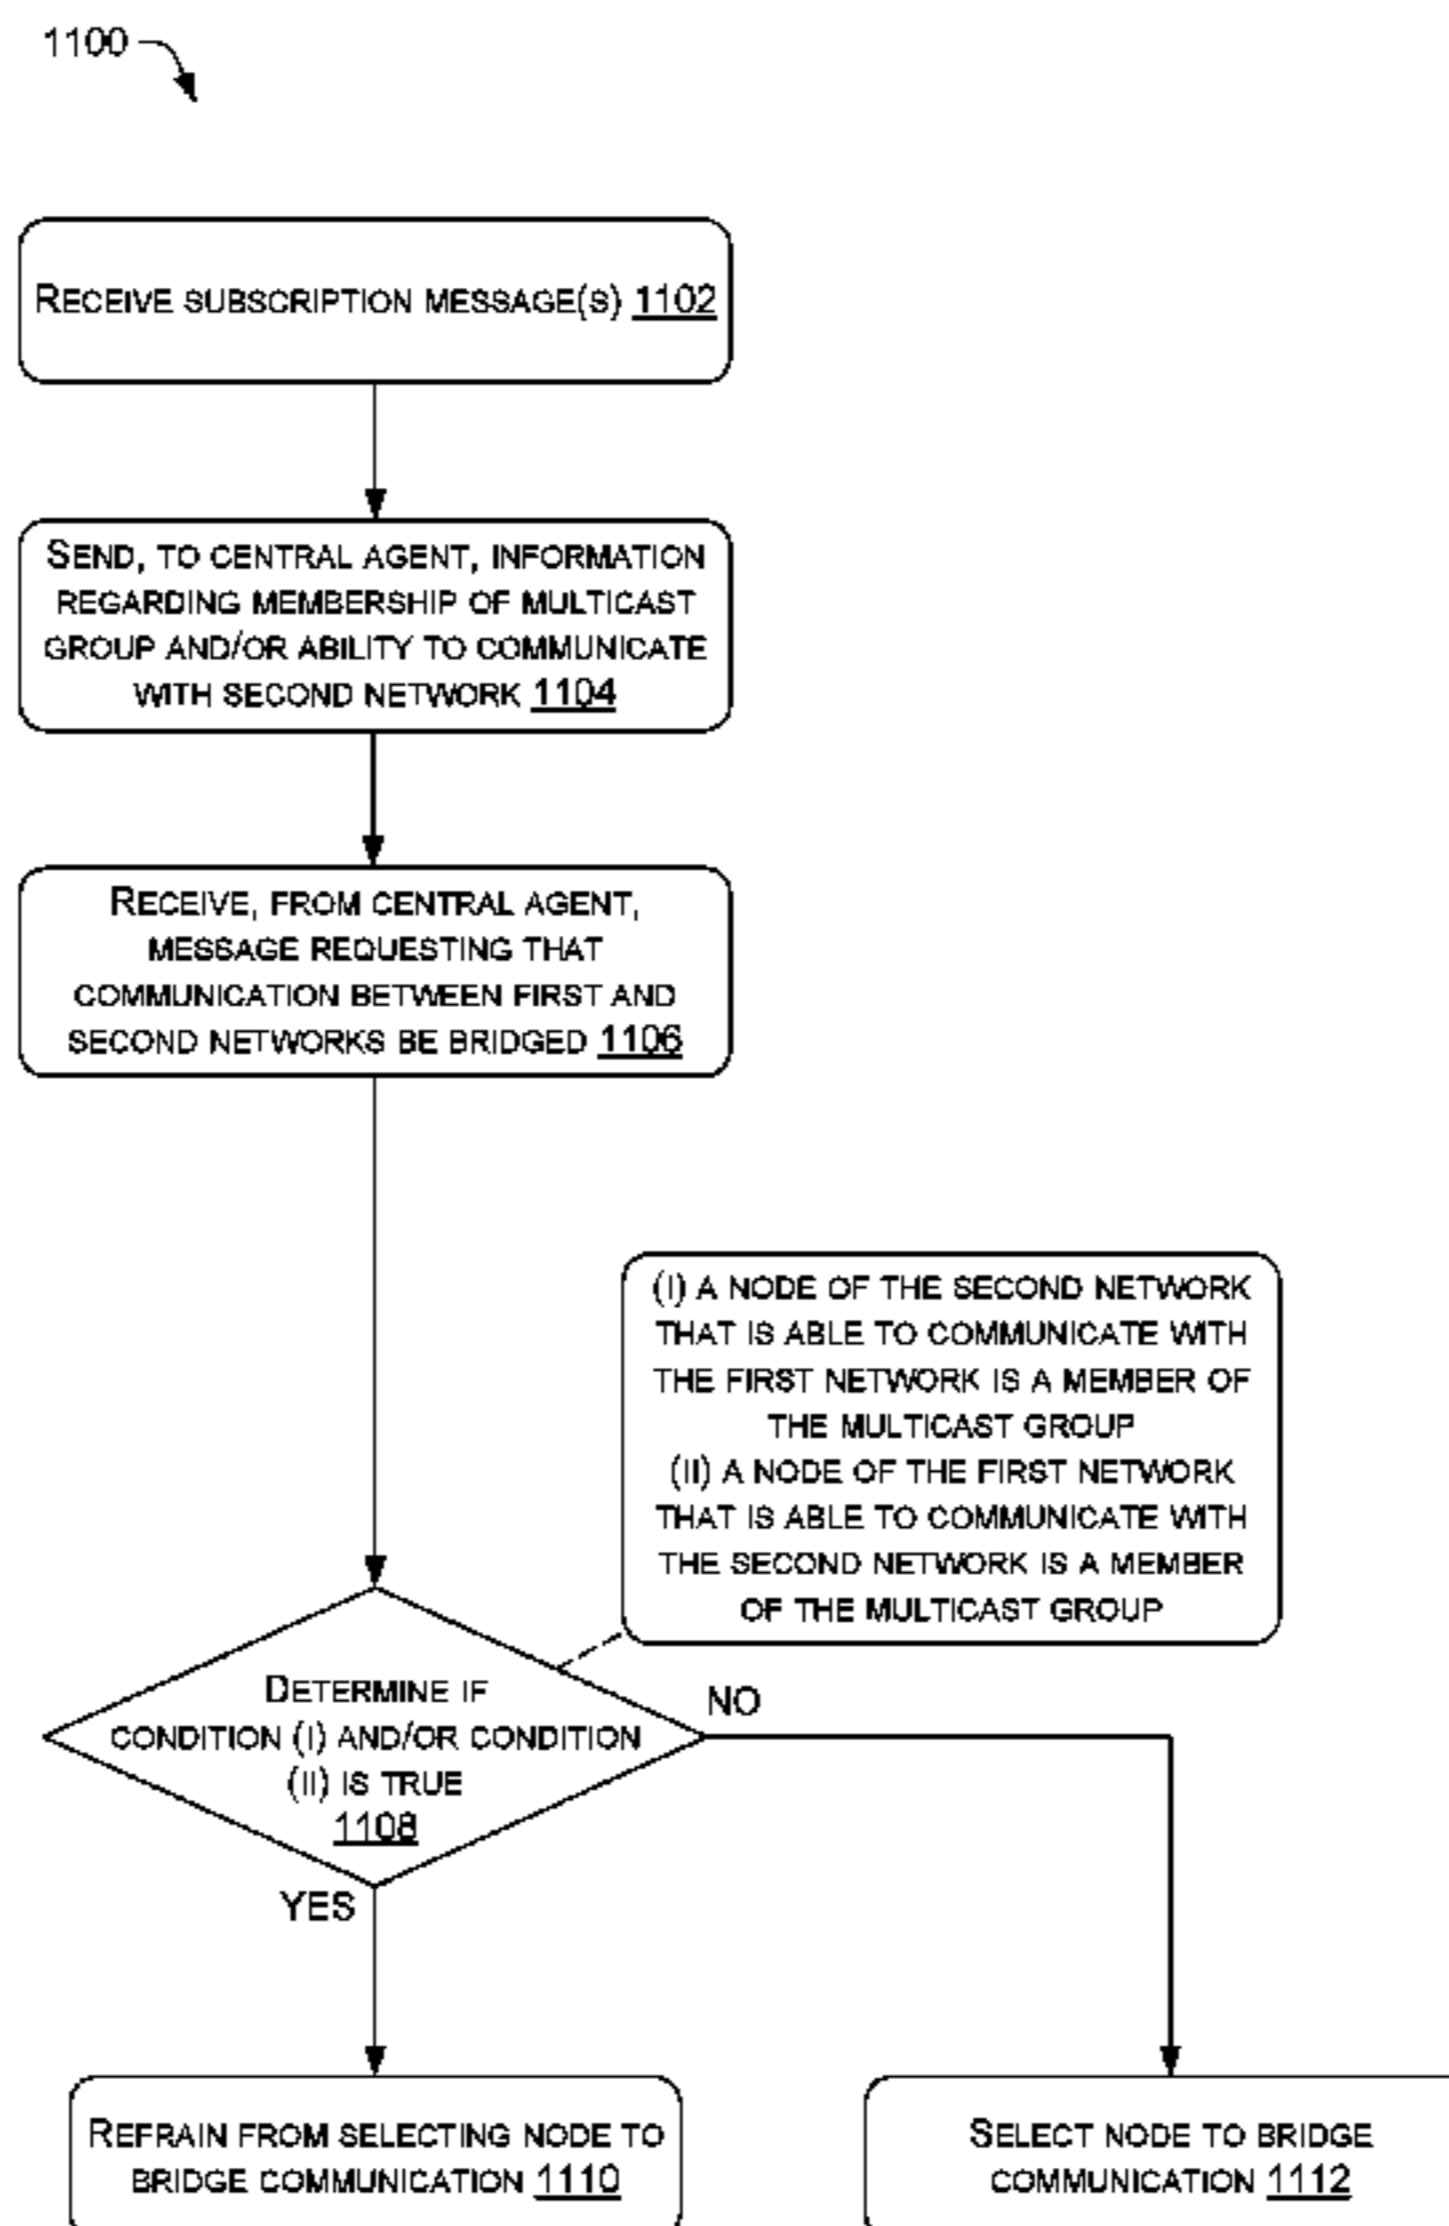 1100
RECEIVE SUBSCRIPTION MESSAGE(S) 1102
SEND, TO CENTRAL AGENT, INFORMATION
REGARDING MEMBERSHIP OF MULTICAST
GROUP AND/OR ABILITY TO COMMUNICATE
WITH SECOND NETWORK 1104
RECEIVE, FROM CENTRAL AGENT,
MESSAGE REQUESTING THAT
COMMUNICATION BETWEEN FIRST AND
SECOND NETWORKS BE BRIDGED 1106
(I) A NODE OF THE SECOND NETWORK
THAT IS ABLE TO COMMUNICATE WITH
THE FIRST NETWORK IS A MEMBER OF
THE MULTICAST GROUP
(II) A NODE OF THE FIRST NETWORK
THAT IS ABLE TO COMMUNICATE WITH
THE SECOND NETWORK IS A MEMBER
OF THE MULTICAST GROUP
DETERMINE IF
CONDITION (I) AND/OR CONDITION
(II) IS TRUE
1108
NO
YES
REFRAIN FROM SELECTING NODE TO
BRIDGE COMMUNICATION 1110
SELECT NODE TO BRIDGE
COMMUNICATION 1112